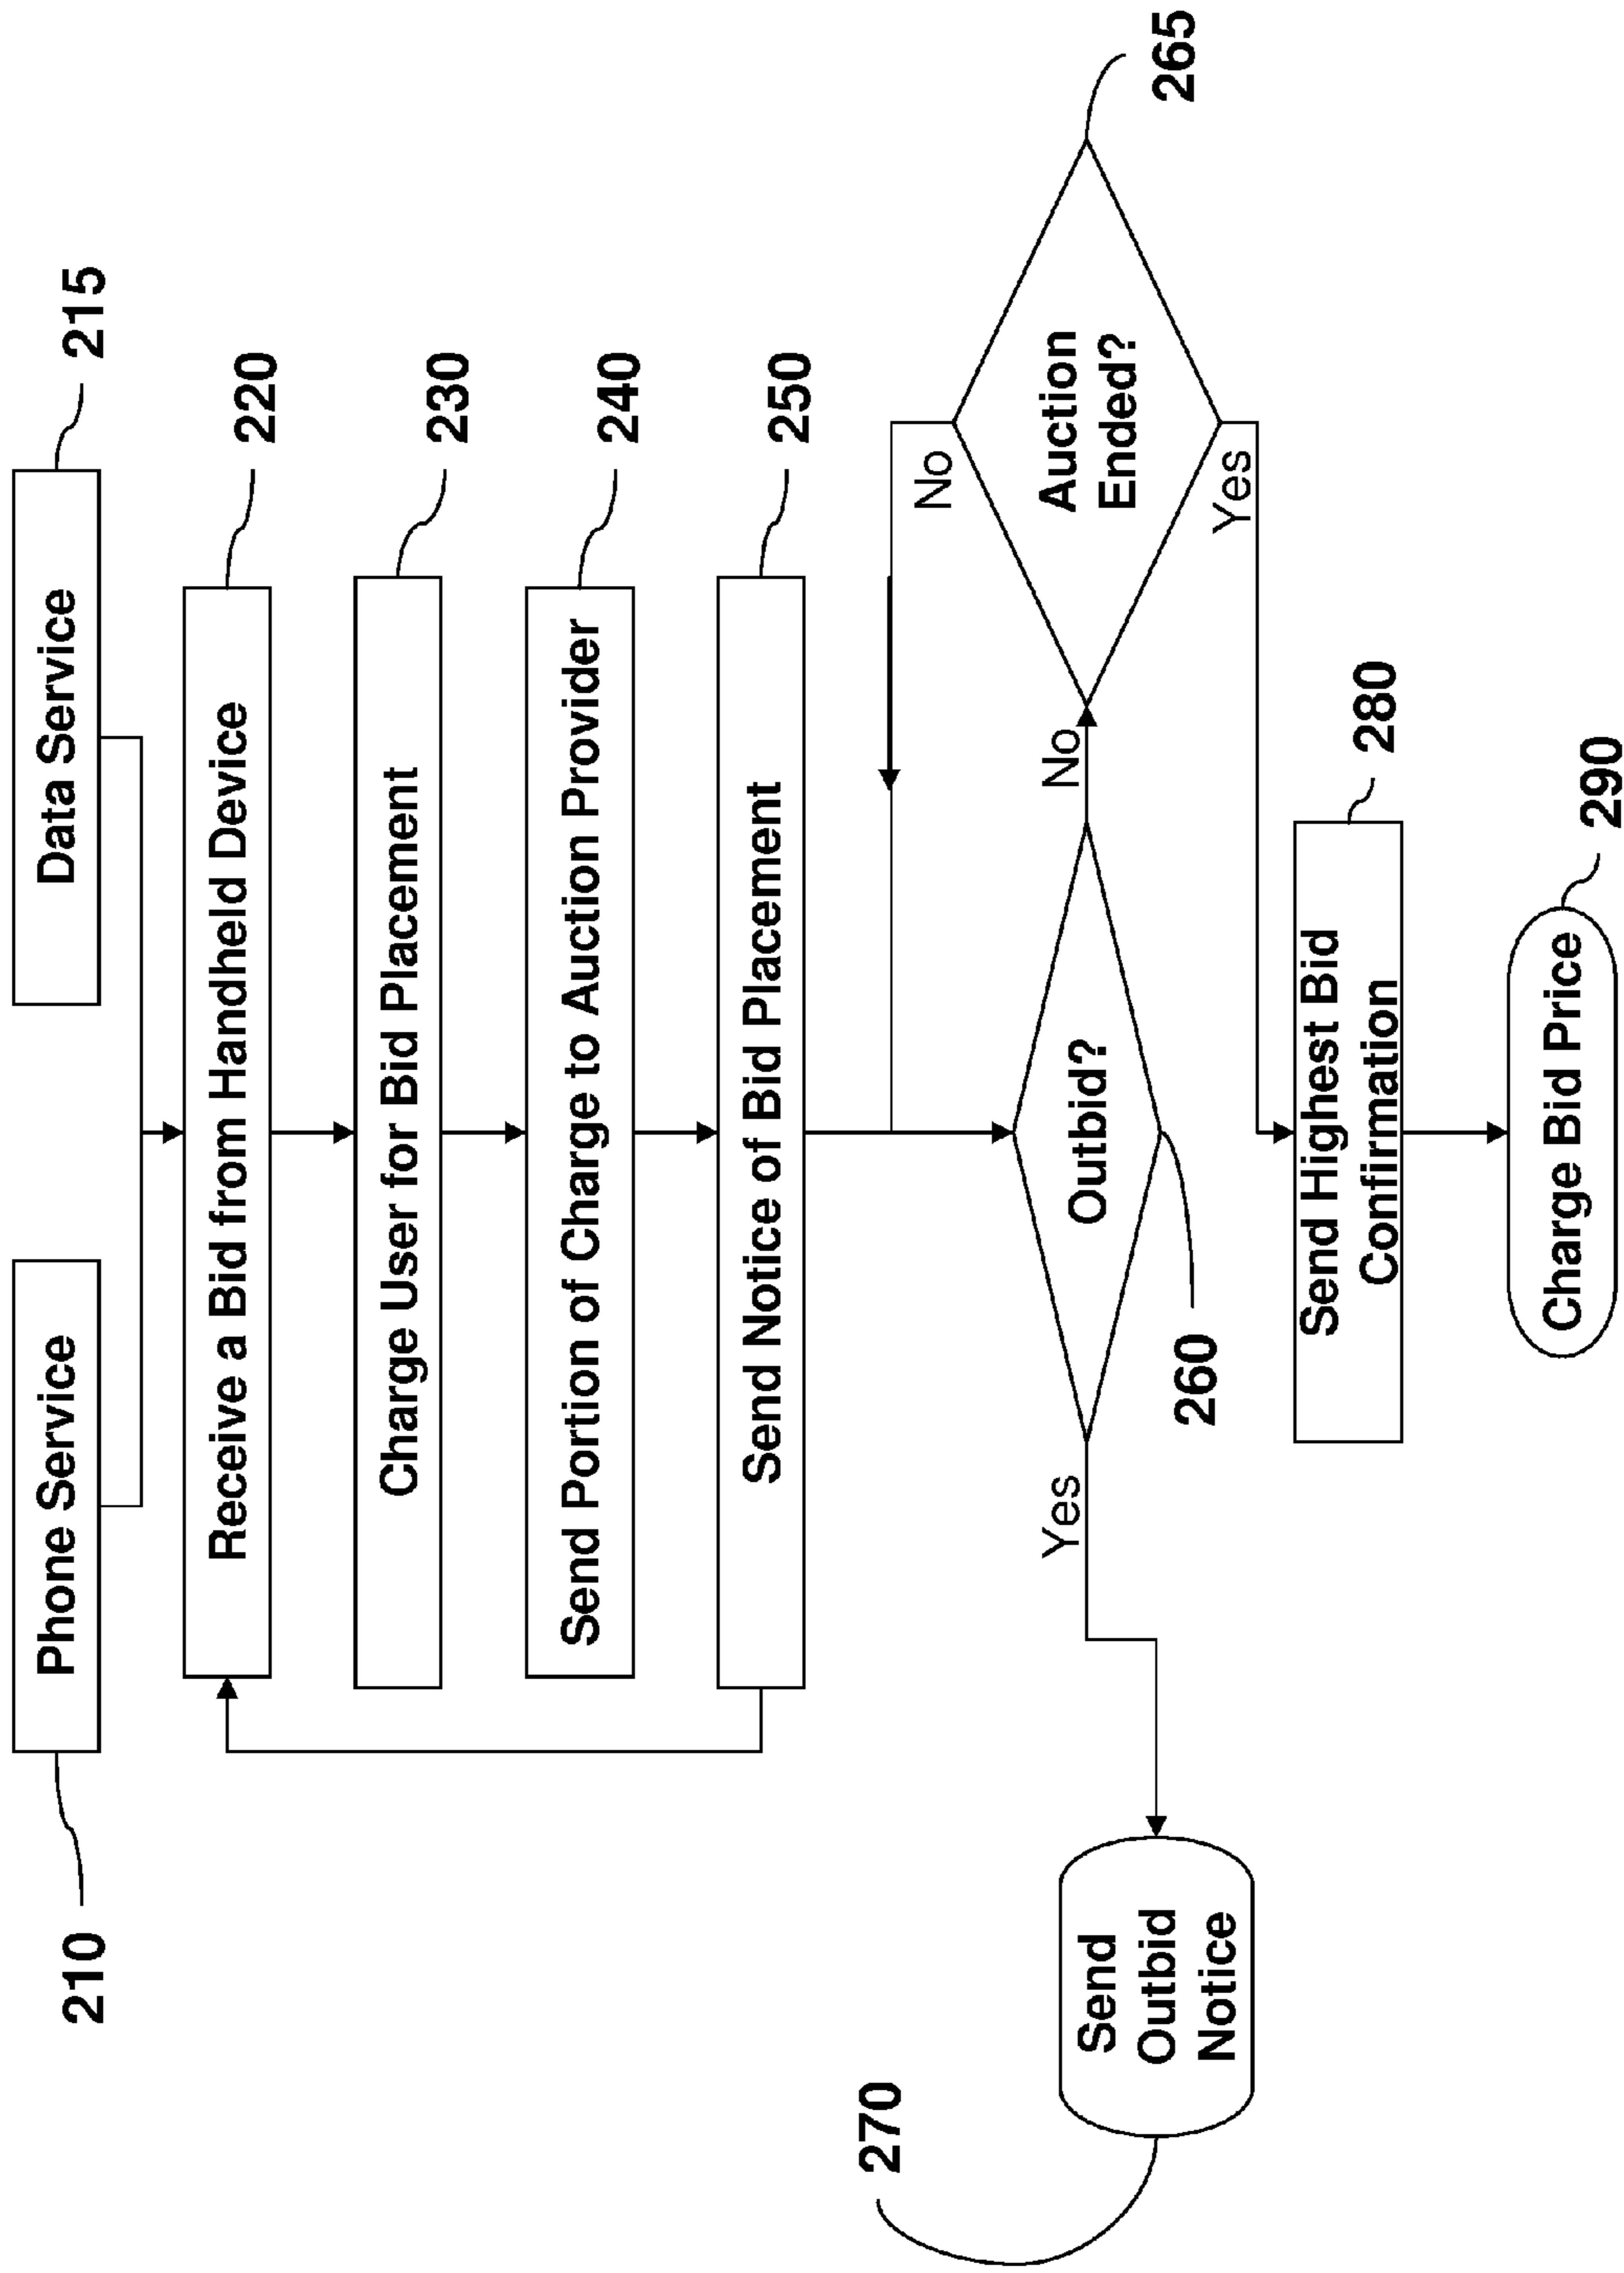 Phone Service
210
Data Service
215
Receive a Bid from Handheld Device
220
Charge User for Bid Placement
230
Send Portion of Charge to Auction Provider
240
Send Notice of Bid Placement
250
No
Yes
Outbid?
No
Auction
Ended?
265
260
Yes
270
Send
Outbid
Notice
Send Highest Bid
Confirmation
280
Charge Bid Price
290